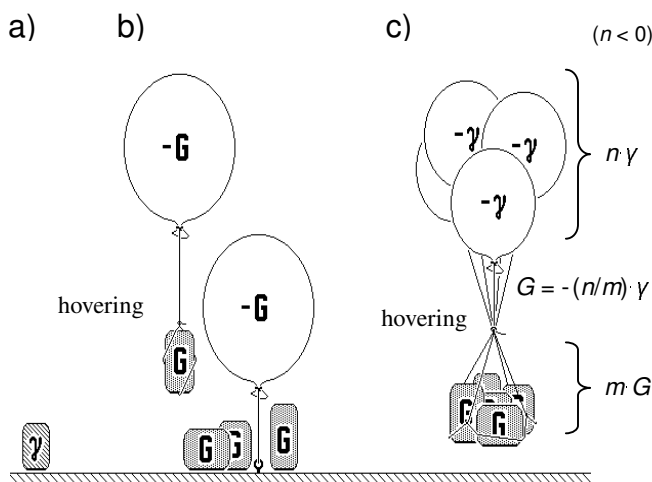 a)
b)
c)
(n < 0)
-G
hovering
G
-G
γ
G
G
G
-γ
-γ
-γ
n·γ
G = -(n/m)·γ
hovering
G
G
m·G